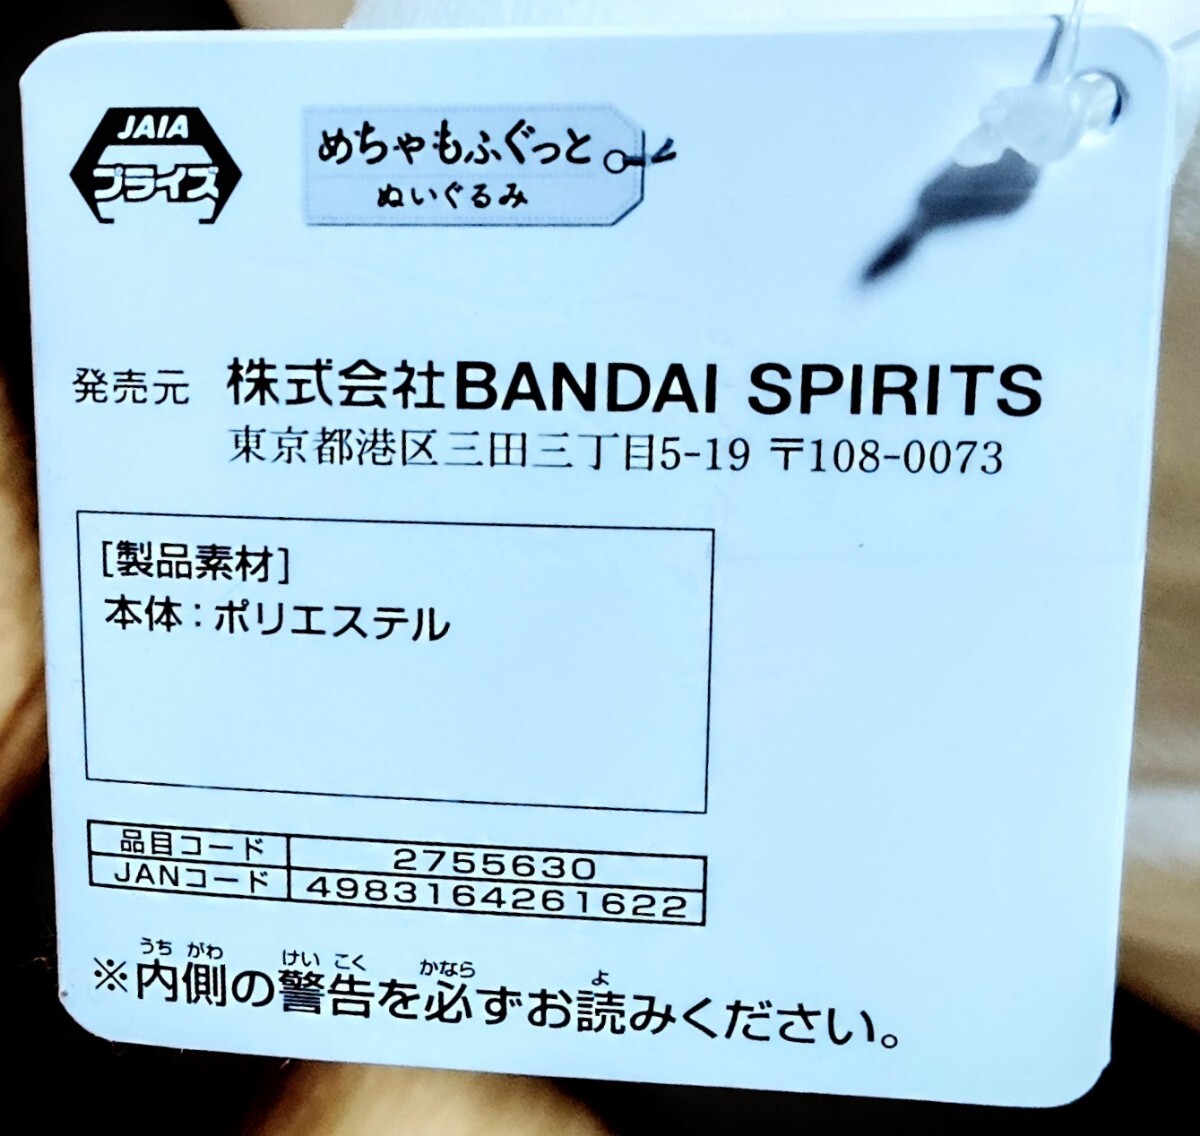 JAIA
プライズ
めちゃもふぐっと
ぬいぐるみ
発売元 株式会社BANDAI SPIRITS
東京都港区三田三丁目5-19 〒108-0073
[製品素材]
本体：ポリエステル
品目コード 2755630
JANコード 4983164261622
うち がわ けい こく かなら よ
※内側の警告を必ずお読みください。